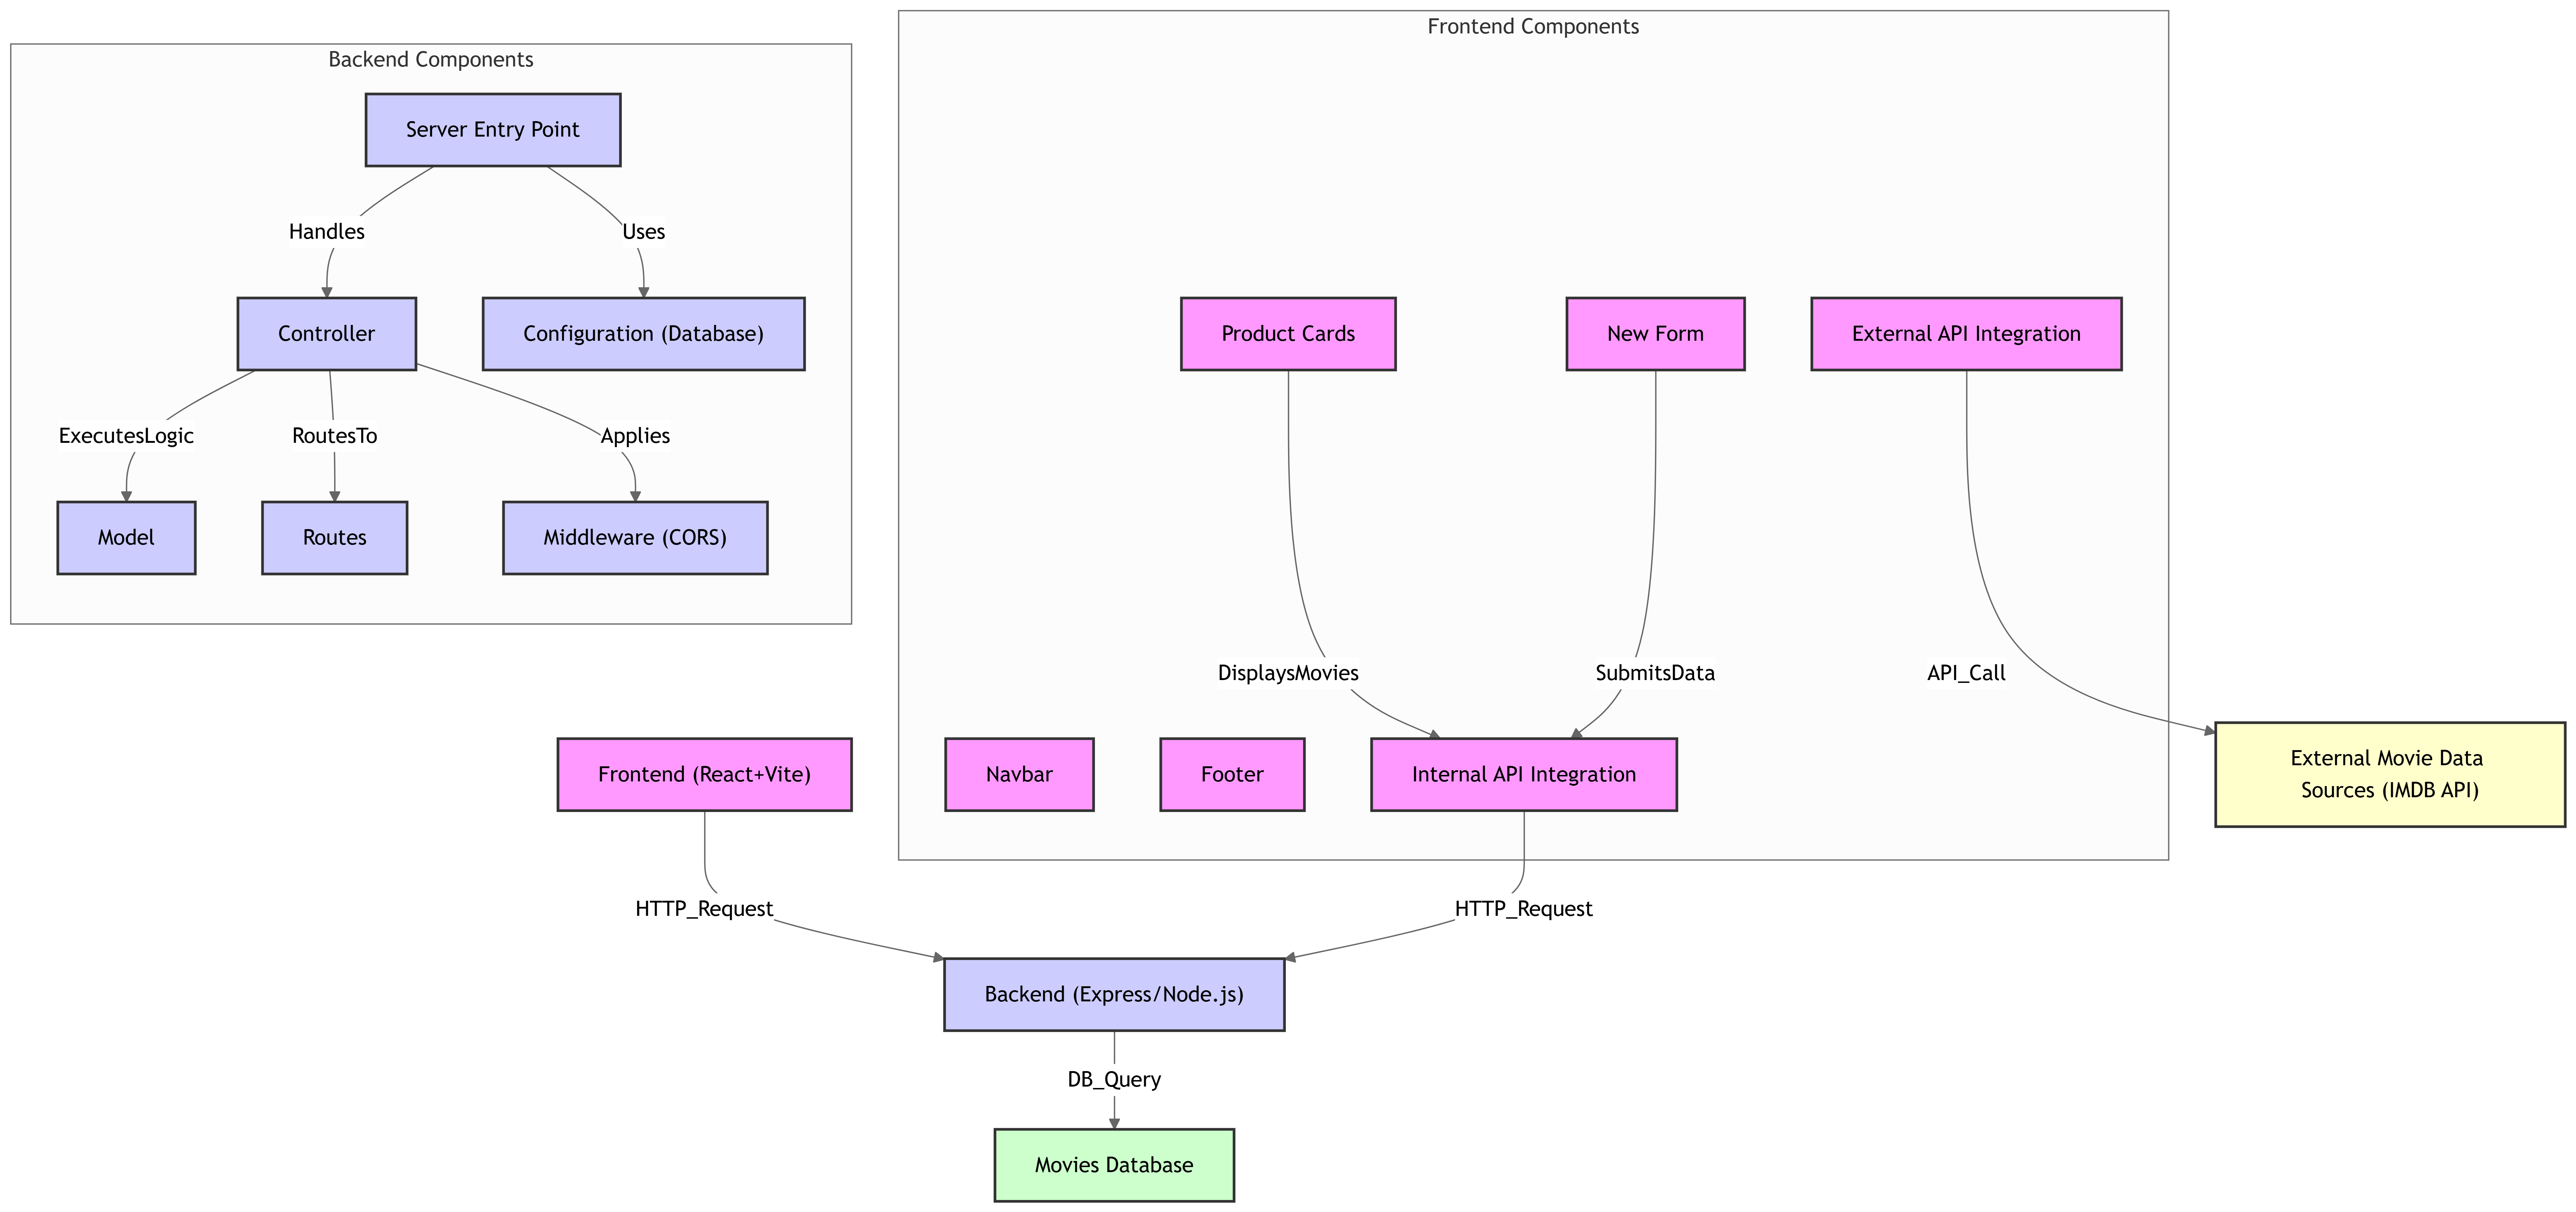 Frontend Components
Backend Components
Server Entry Point
Handles
Uses
Controller
Configuration (Database)
Product Cards
New Form
External API Integration
ExecutesLogic
RoutesTo
Applies
Model
Routes
Middleware (CORS)
DisplaysMovies
SubmitsData
API_Call
Frontend (React+Vite)
Navbar
Footer
Internal API Integration
External Movie Data
Sources (IMDB API)
HTTP_Request
HTTP_Request
Backend (Express/Node.js)
DB_Query
Movies Database